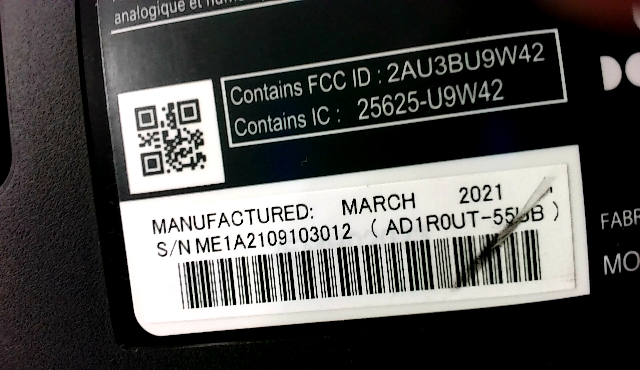 analogique et
Contains FCC ID : 2AU3BU9W42
Contains IC : 25625-U9W42
MANUFACTURED: MARCH 2021
S/N ME1A2109103012 (
FABR
MO